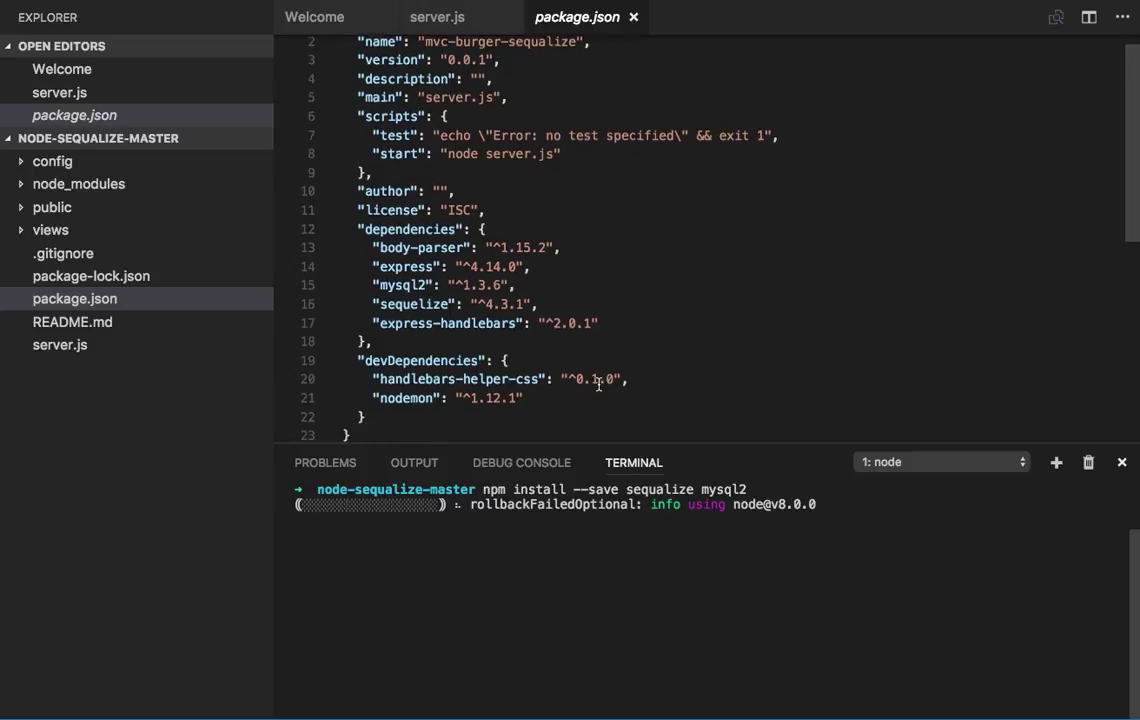 EXPLORER
Welcome
server.js
package.json
OPEN EDITORS
Welcome
server.js
package.json
NODE-SEQUALIZE-MASTER
config
node_modules
public
views
.gitignore
package-lock.json
package.json
README.md
server.js
2 "name": "mvc-burger-sequalize",
3 "version": "0.0.1",
4 "description": "",
5 "main": "server.js",
6 "scripts": {
7 "test": "echo \"Error: no test specified\" && exit 1",
8 "start": "node server.js"
9 },
10 "author": "",
11 "license": "ISC",
12 "dependencies": {
13 "body-parser": "^1.15.2",
14 "express": "^4.14.0",
15 "mysql2": "^1.3.6",
16 "sequelize": "^4.3.1",
17 "express-handlebars": "^2.0.1"
18 },
19 "devDependencies": {
20 "handlebars-helper-css": "^0.1.0",
21 "nodemon": "^1.12.1"
22 }
23 }
PROBLEMS OUTPUT DEBUG CONSOLE TERMINAL 1: node
➜ node-sequalize-master npm install --save sequalize mysql2
(░░░░░░░░░░░░░░░░░░) ⠦ rollbackFailedOptional: info using node@v8.0.0